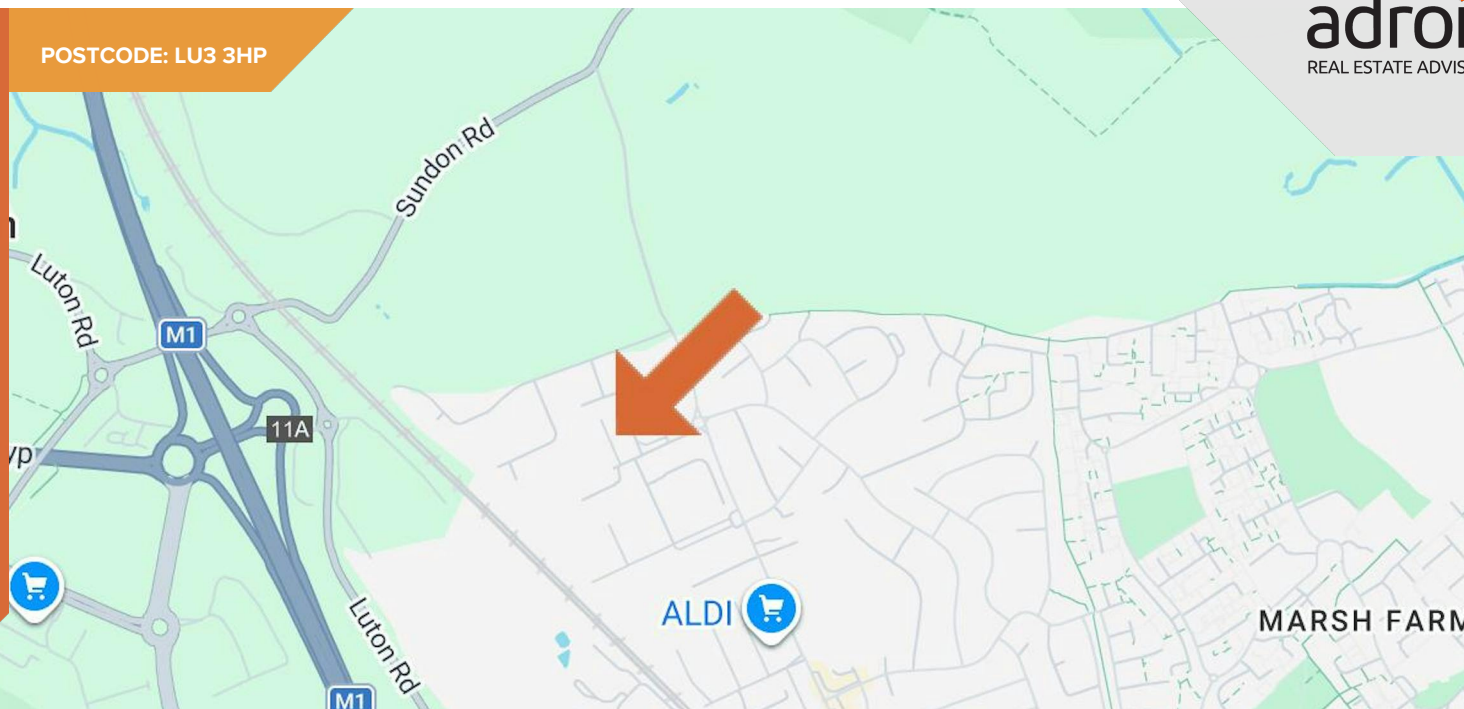 POSTCODE: LU3 3HP
adroi
REAL ESTATE ADVIS
Sundon Rd
Luton Rd
M1
11A
yp
ALDI
MARSH FARM
Luton Rd
M1